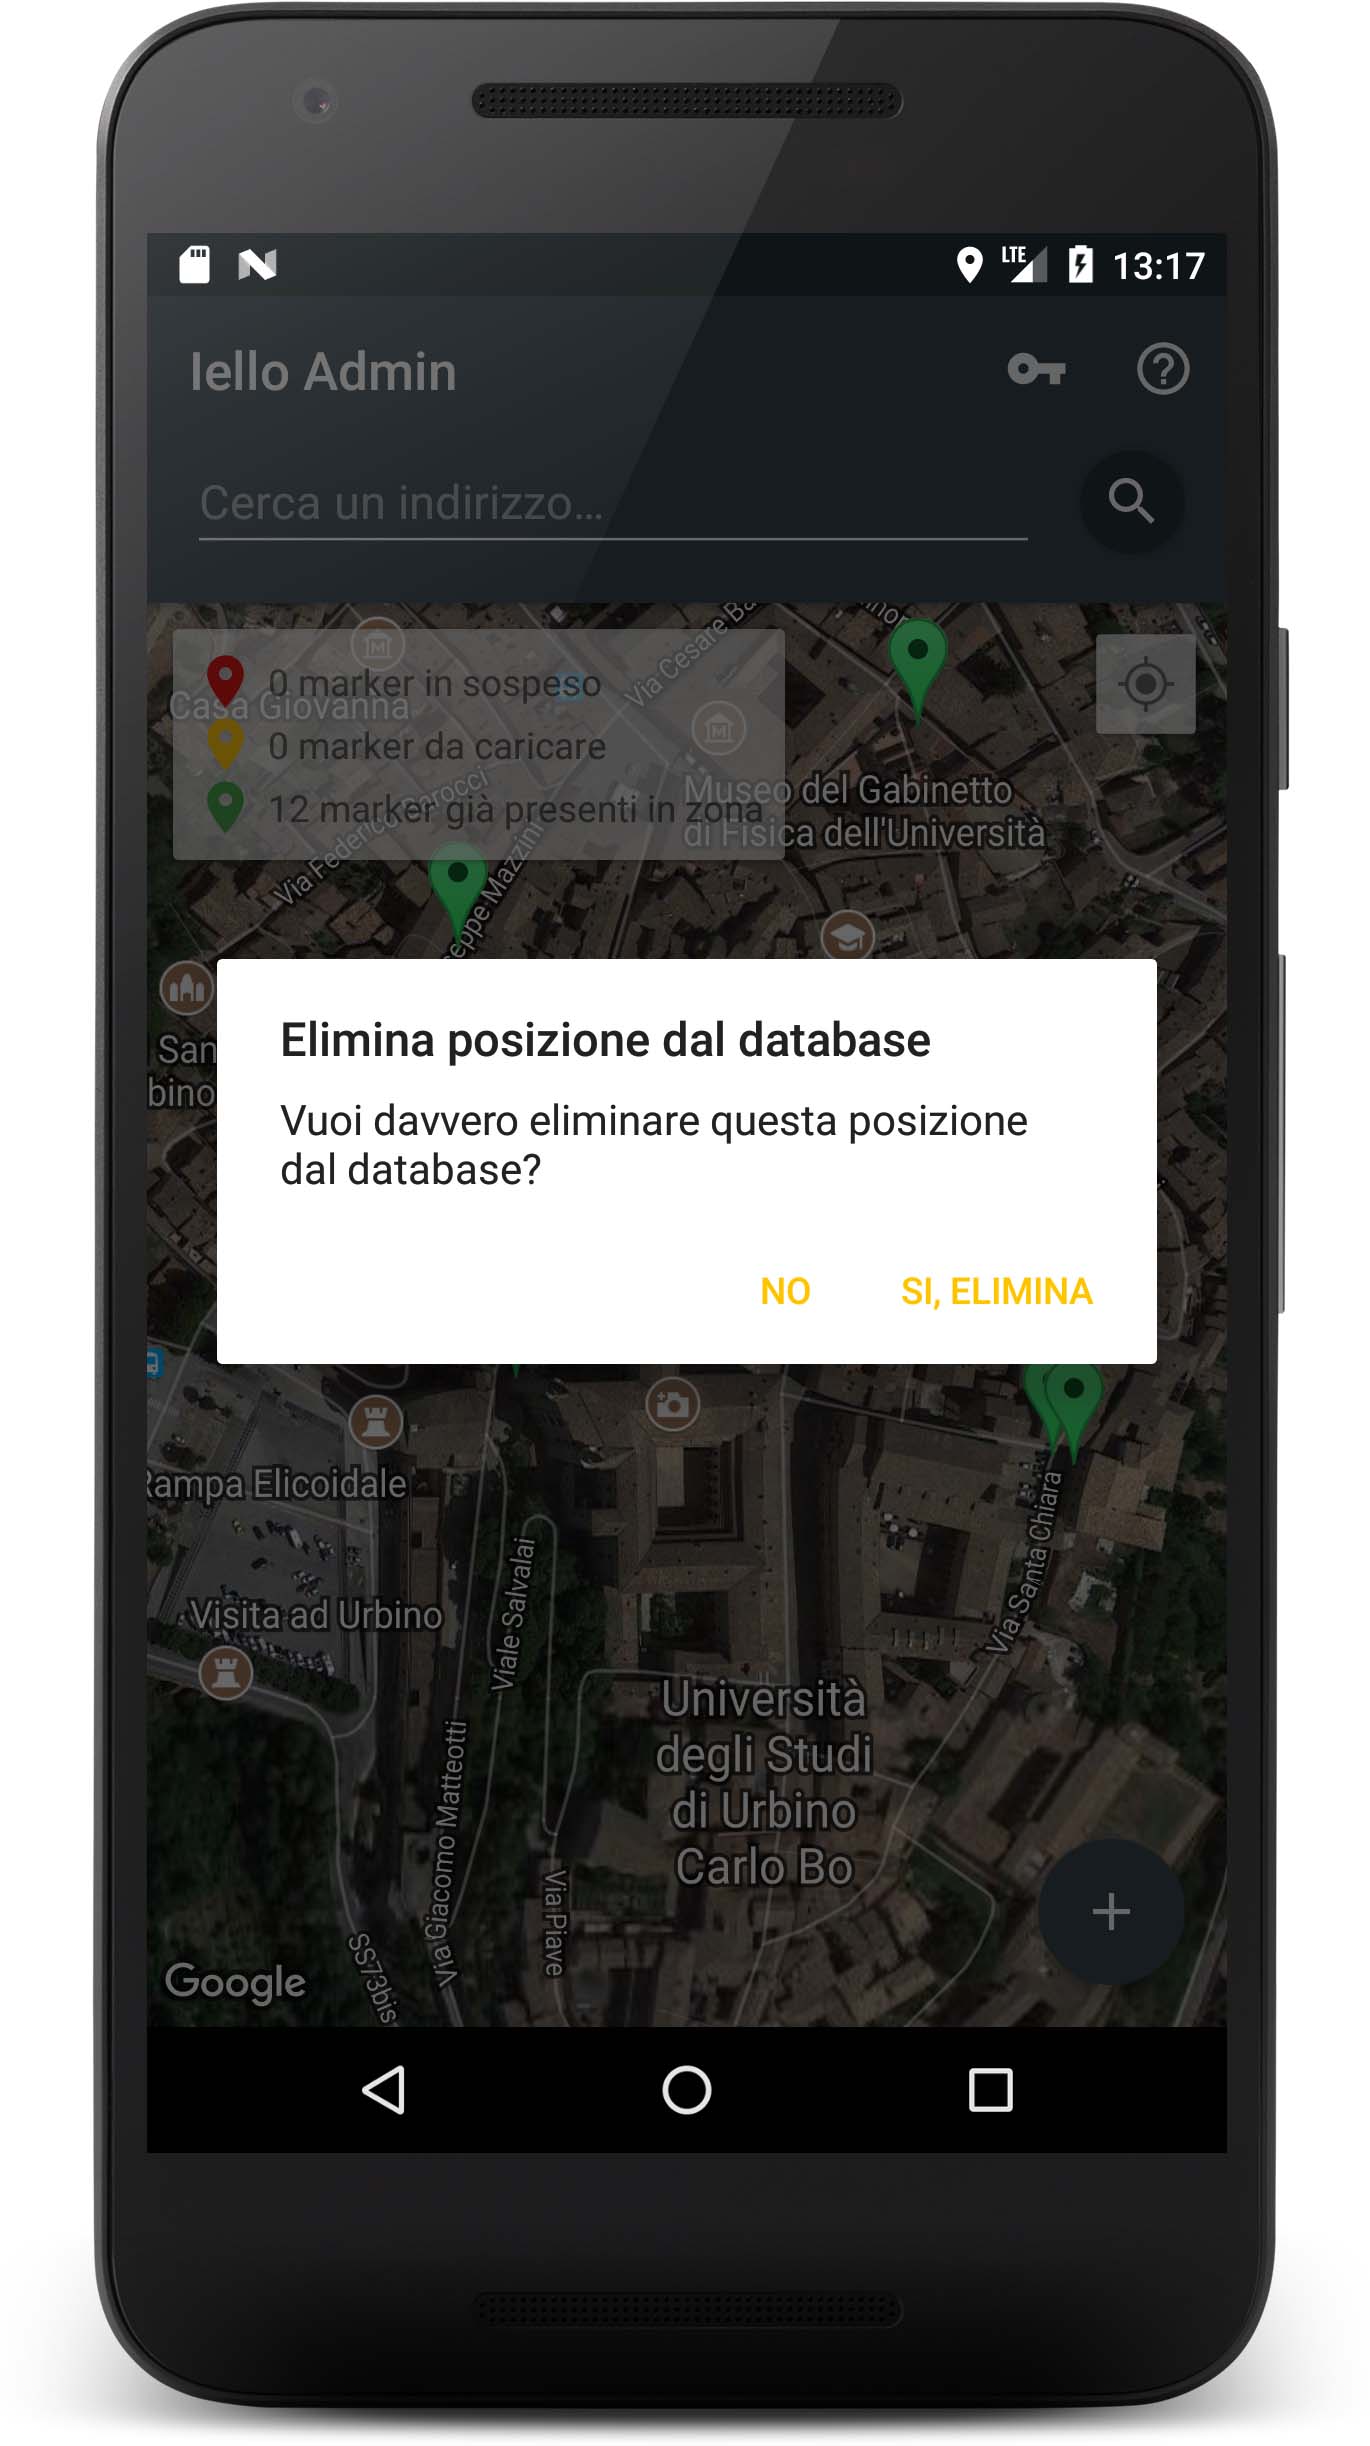 LTE 13:17
Iello Admin
Cerca un indirizzo...
0 marker in sospeso
Casa Giovanna
0 marker da caricare
12 marker già presenti in zona
Via Cesare
Via Federico Barocci
Museo del Gabinetto
di Fisica dell'Università
Mazzini
San
bino
Elimina posizione dal database
Vuoi davvero eliminare questa posizione
dal database?
NO SI, ELIMINA
Rampa Elicoidale
Visita ad Urbino
Viale Salvalai
Via Santa Chiara
Università
degli Studi
di Urbino
Carlo Bo
Via Giacomo Matteotti
Via Piave
SS73bis
Google